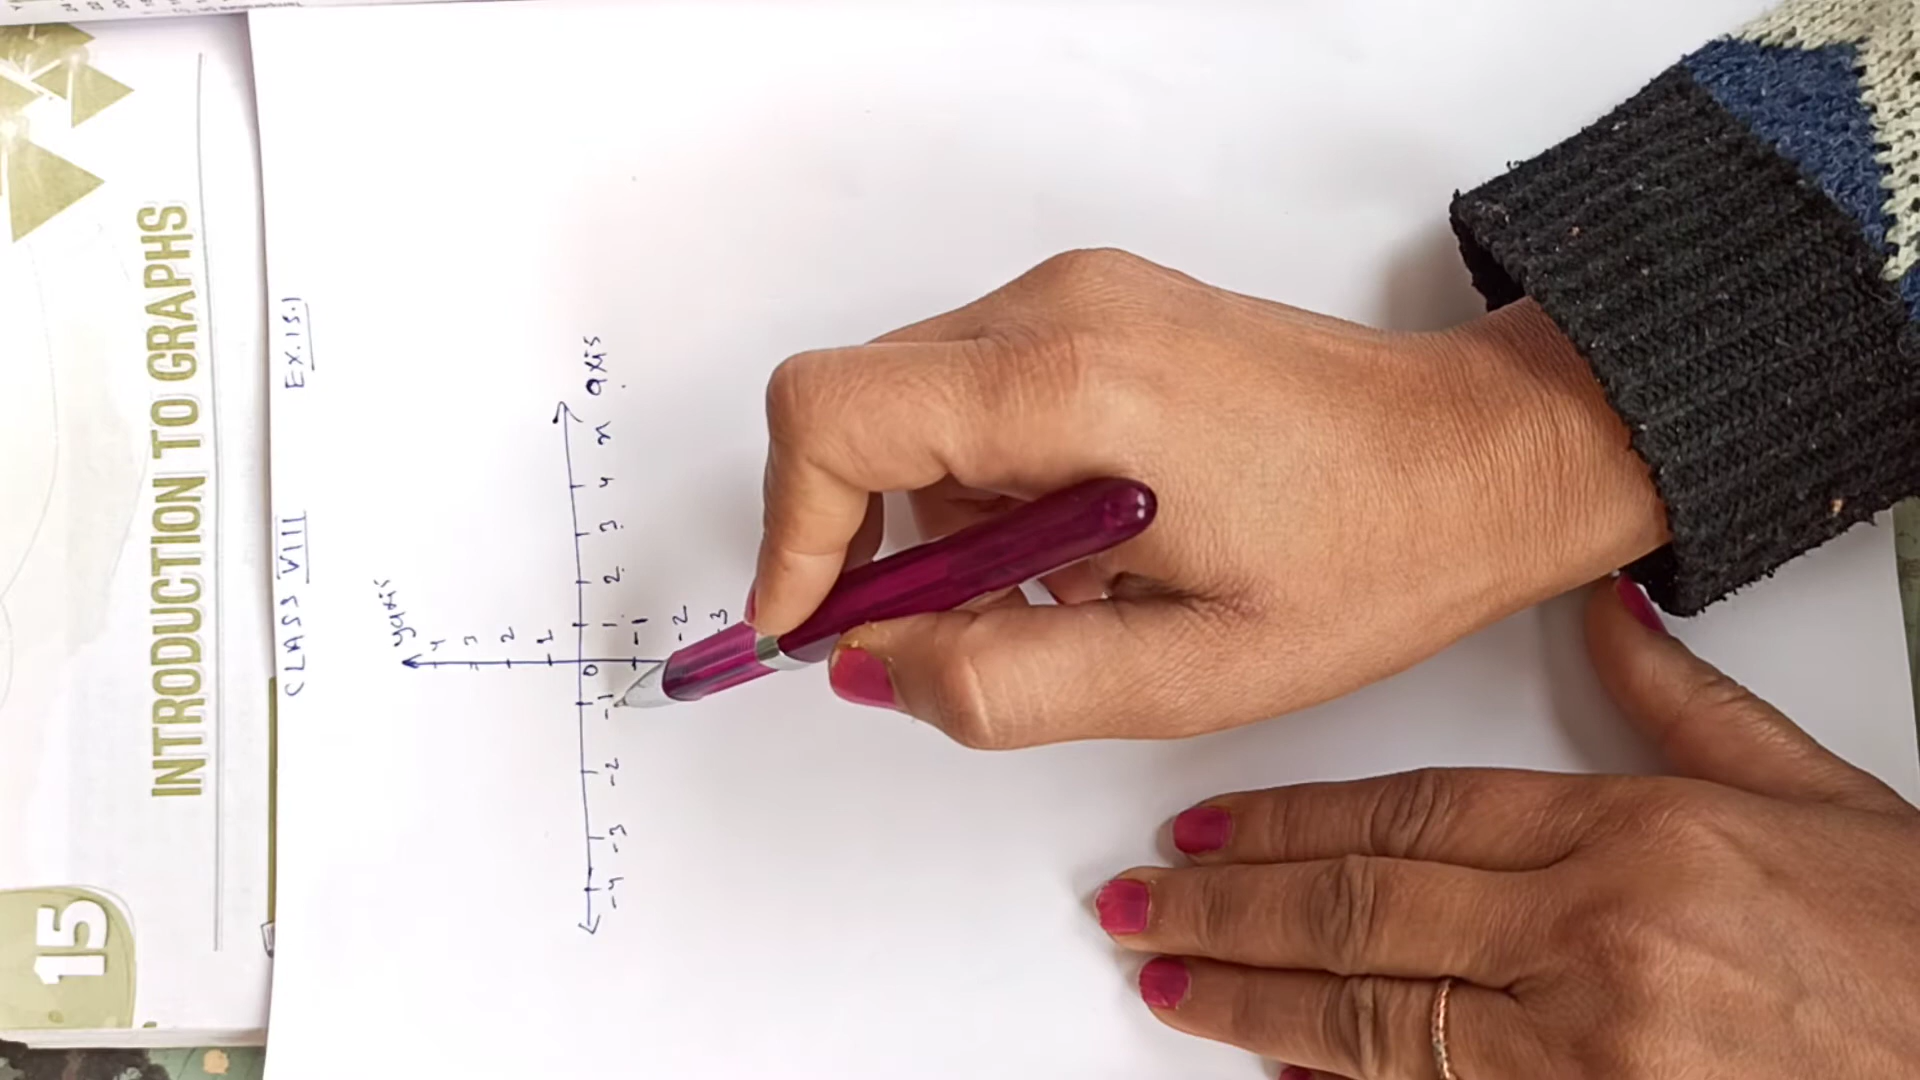 15
INTRODUCTION TO GRAPHS
CLASS VIII
EX.15.1
yaxis
4
3
2
1
-4 -3 -2 -1 0 1 2 3 4 x axis
-1
-2
-3